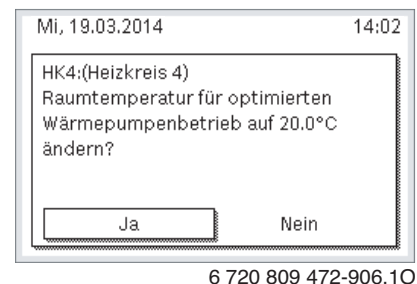 Mi, 19.03.2014 14:02
HK4:(Heizkreis 4)
Raumtemperatur für optimierten
Wärmepumpenbetrieb auf 20.0°C
ändern?
Ja Nein
6 720 809 472-906.1O